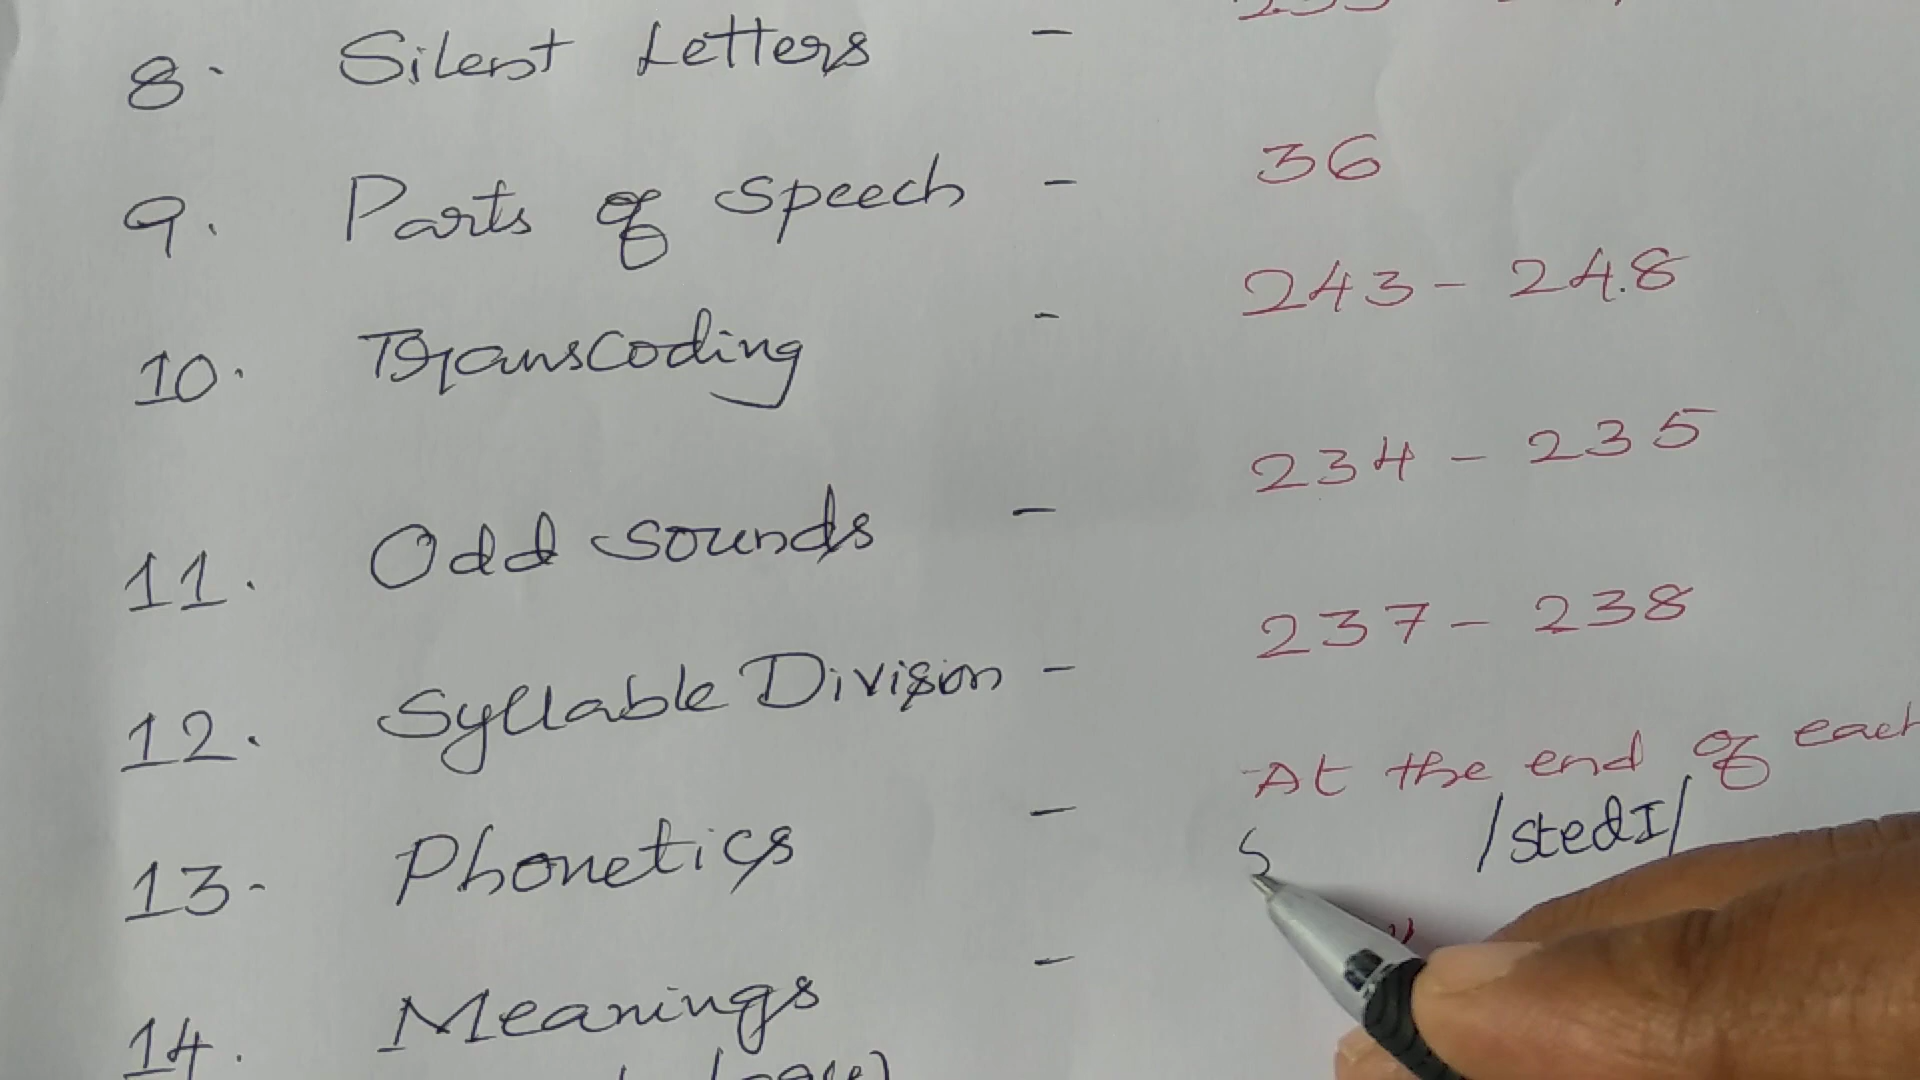 8. Silent Letters -
9. Parts of speech - 36
10. Transcoding - 243 - 248
11. Odd sounds - 234 - 235
12. Syllable Division - 237 - 238
13. Phonetics - At the end of each
S /stedI/
14. Meanings - "